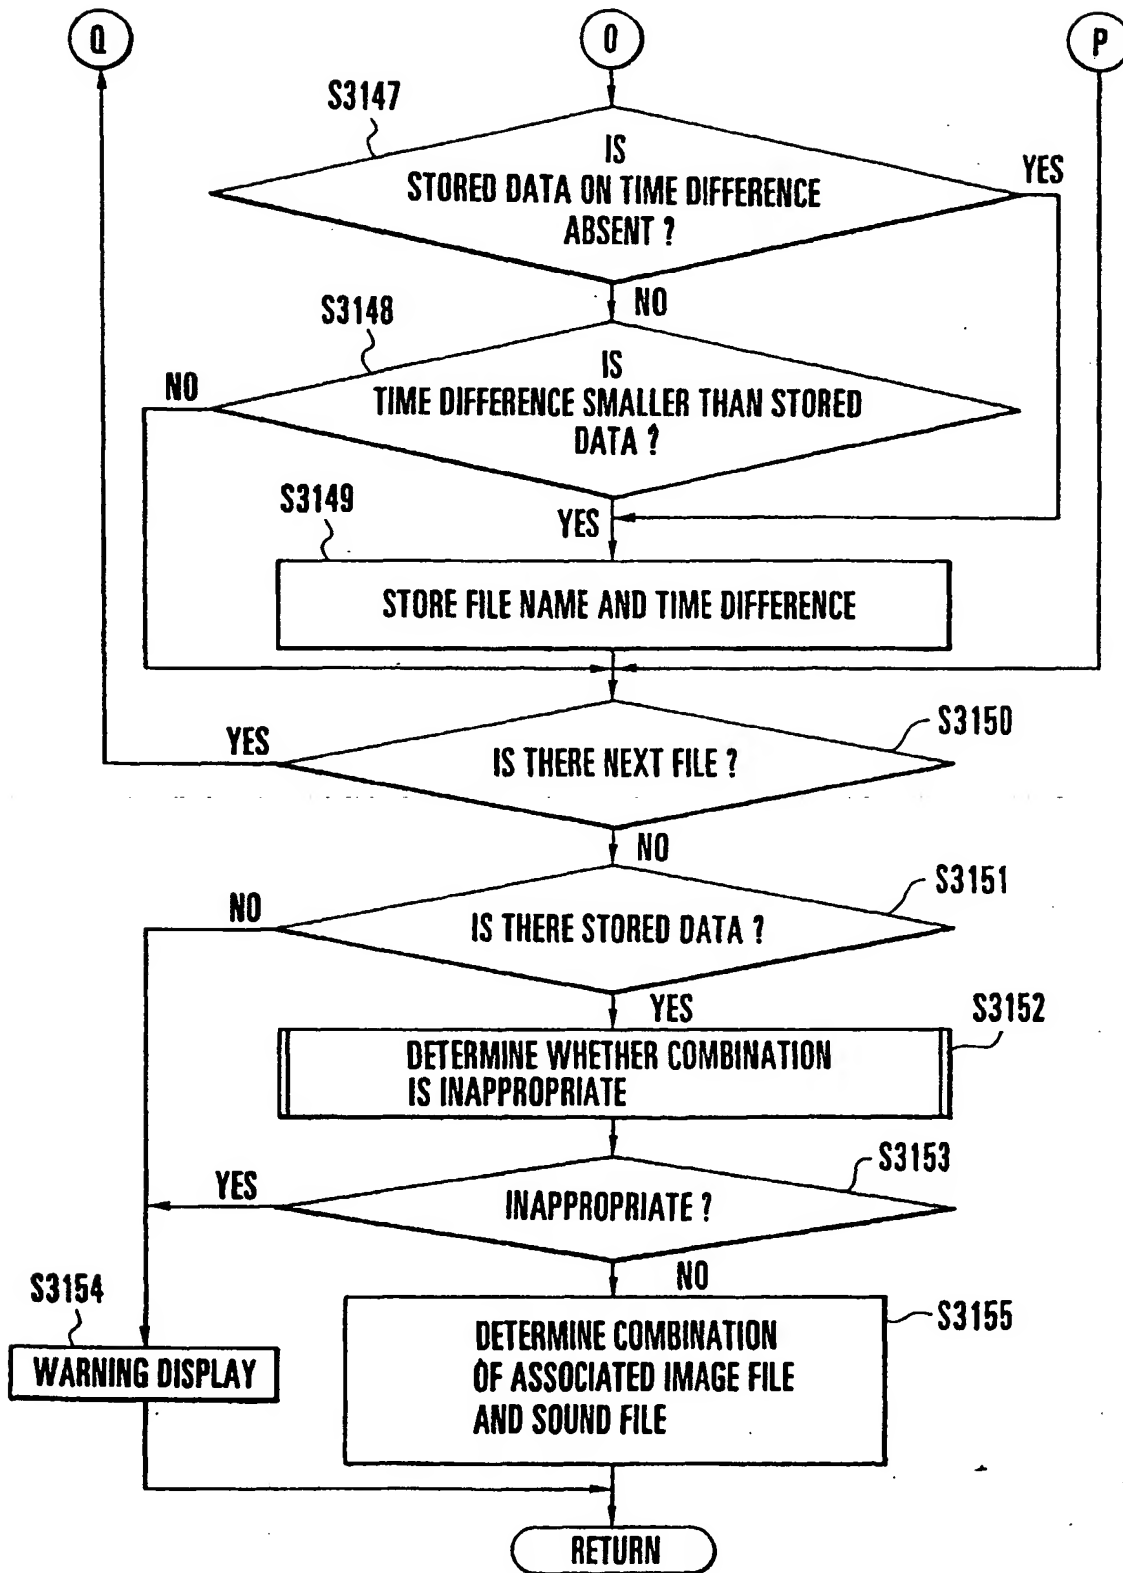 Q
O
P
S3147
IS
STORED DATA ON TIME DIFFERENCE
ABSENT ?
YES
NO
S3148
IS
TIME DIFFERENCE SMALLER THAN STORED
DATA ?
NO
YES
S3149
STORE FILE NAME AND TIME DIFFERENCE
S3150
YES
IS THERE NEXT FILE ?
NO
S3151
NO
IS THERE STORED DATA ?
YES
S3152
DETERMINE WHETHER COMBINATION
IS INAPPROPRIATE
S3153
YES
INAPPROPRIATE ?
NO
S3154
WARNING DISPLAY
S3155
DETERMINE COMBINATION
OF ASSOCIATED IMAGE FILE
AND SOUND FILE
RETURN